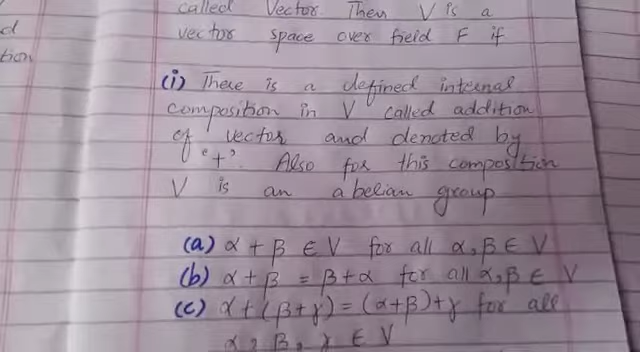 called Vector. Then V is a
vector space over field F if
d
tion
(i) There is a defined internal
composition in V called addition
of vector and denoted by
'+'. Also for this composition
V is an abelian group
(a) α + β ∈ V for all α, β ∈ V
(b) α + β = β + α for all α, β ∈ V
(c) α + (β + γ) = (α + β) + γ for all
α, β, γ ∈ V